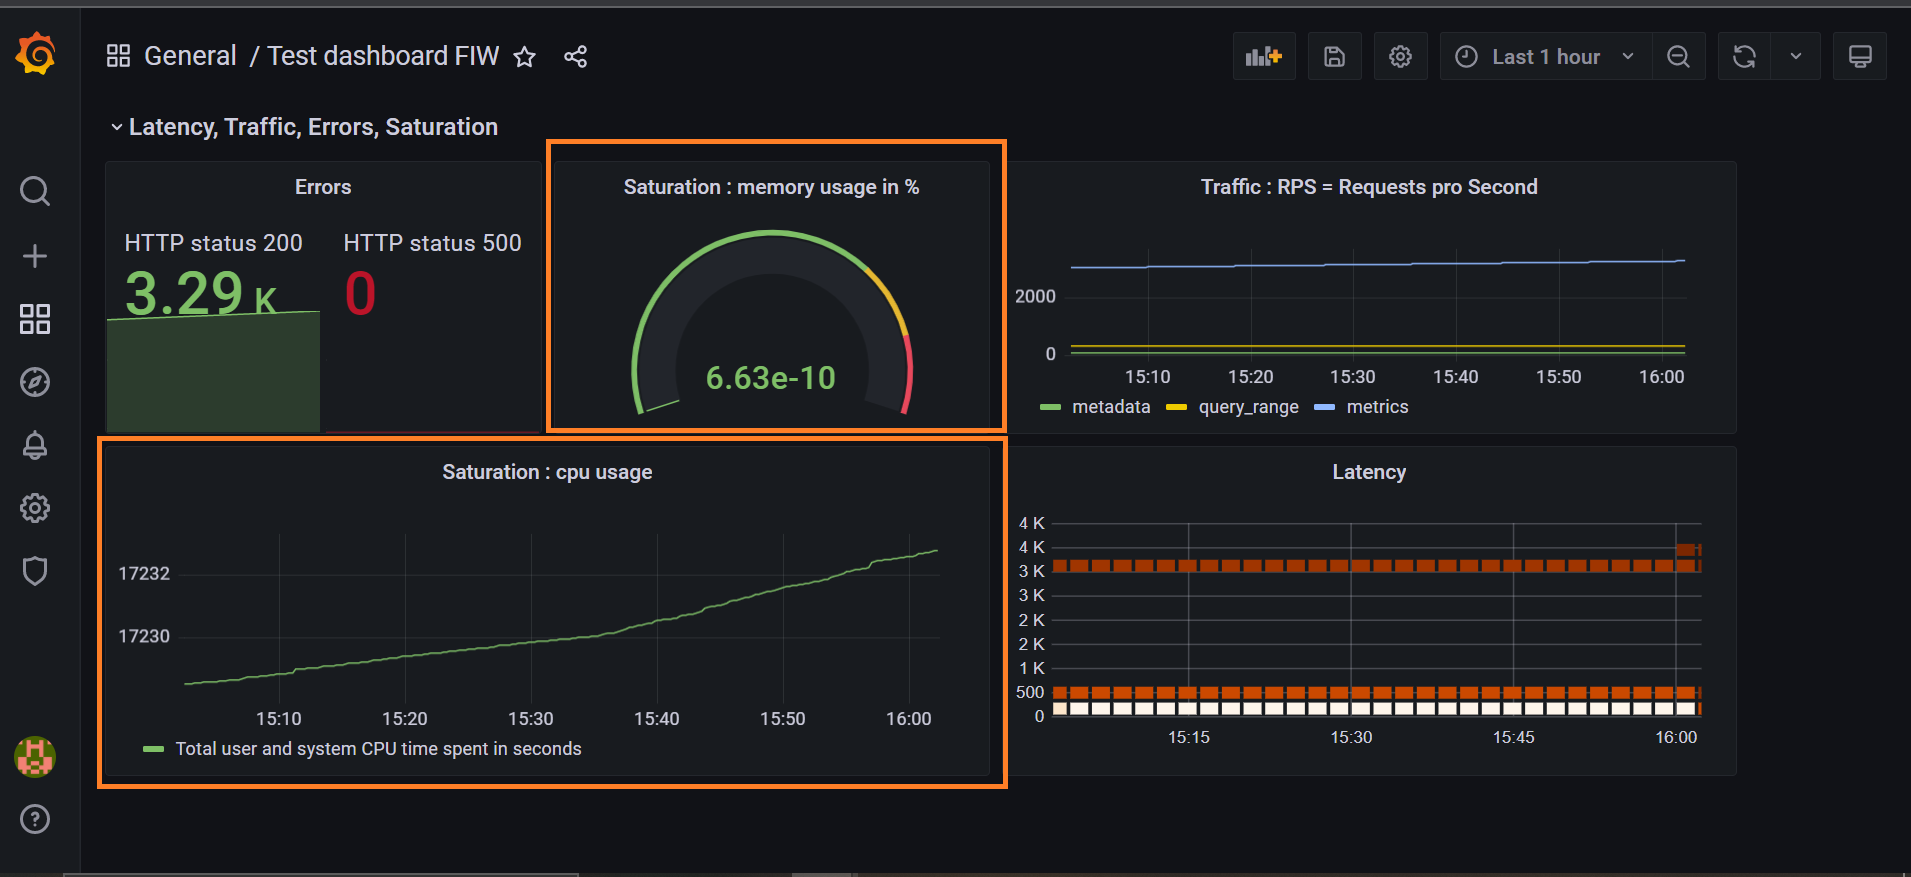 General / Test dashboard FIW
Last 1 hour
Latency, Traffic, Errors, Saturation
Errors
HTTP status 200
3.29 K
HTTP status 500
0
Saturation : memory usage in %
6.63e-10
Traffic : RPS = Requests pro Second
2000
0
15:10 15:20 15:30 15:40 15:50 16:00
metadata query_range metrics
Saturation : cpu usage
17232
17230
15:10 15:20 15:30 15:40 15:50 16:00
Total user and system CPU time spent in seconds
Latency
4 K
4 K
3 K
3 K
2 K
2 K
1 K
500
0
15:15 15:30 15:45 16:00